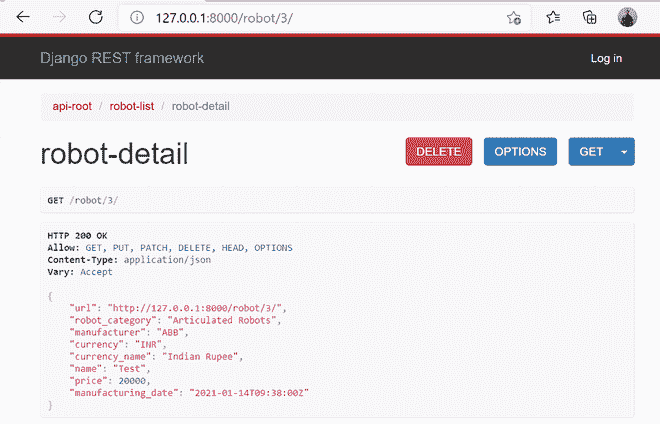 127.0.0.1:8000/robot/3/
Django REST framework
Log in
api-root / robot-list / robot-detail
robot-detail
DELETE
OPTIONS
GET
GET /robot/3/
HTTP 200 OK
Allow: GET, PUT, PATCH, DELETE, HEAD, OPTIONS
Content-Type: application/json
Vary: Accept
{
"url": "http://127.0.0.1:8000/robot/3/",
"robot_category": "Articulated Robots",
"manufacturer": "ABB",
"currency": "INR",
"currency_name": "Indian Rupee",
"name": "Test",
"price": 20000,
"manufacturing_date": "2021-01-14T09:38:00Z"
}